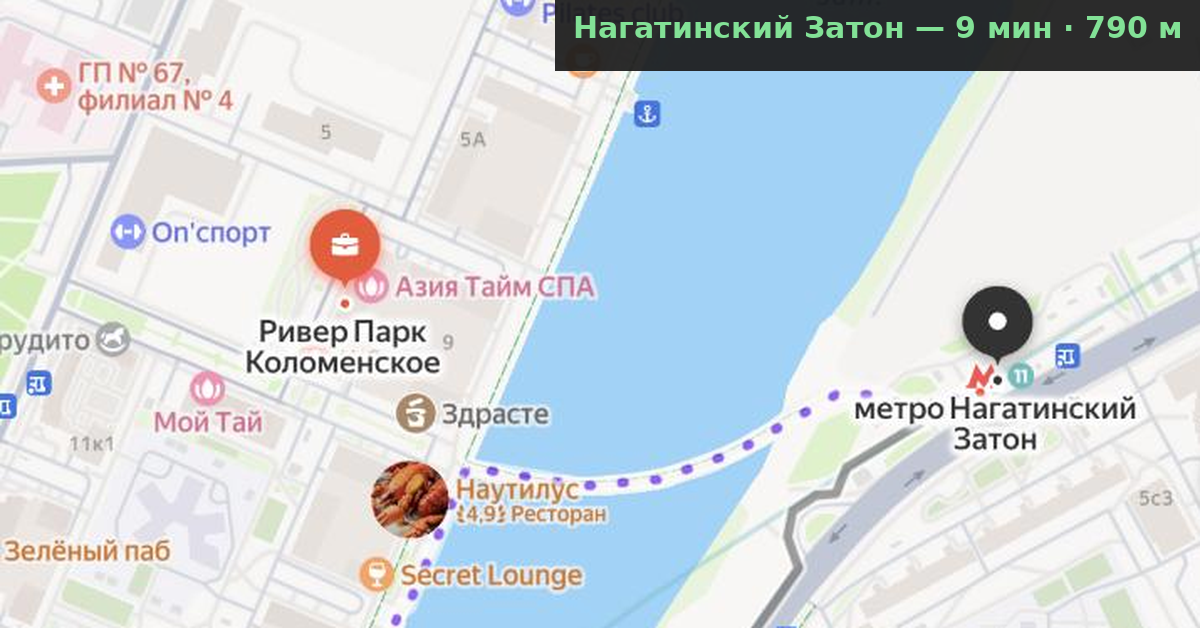 Pilates club
Нагатинский Затон — 9 мин · 790 м
ГП № 67,
филиал № 4
5
5А
Оп'спорт
Азия Тайм СПА
Ривер Парк
Коломенское
9
рудито
11
метро Нагатинский
Затон
Мой Тай
Здрасте
11к1
Наутилус
4,9 Ресторан
5с3
Зелёный паб
Secret Lounge